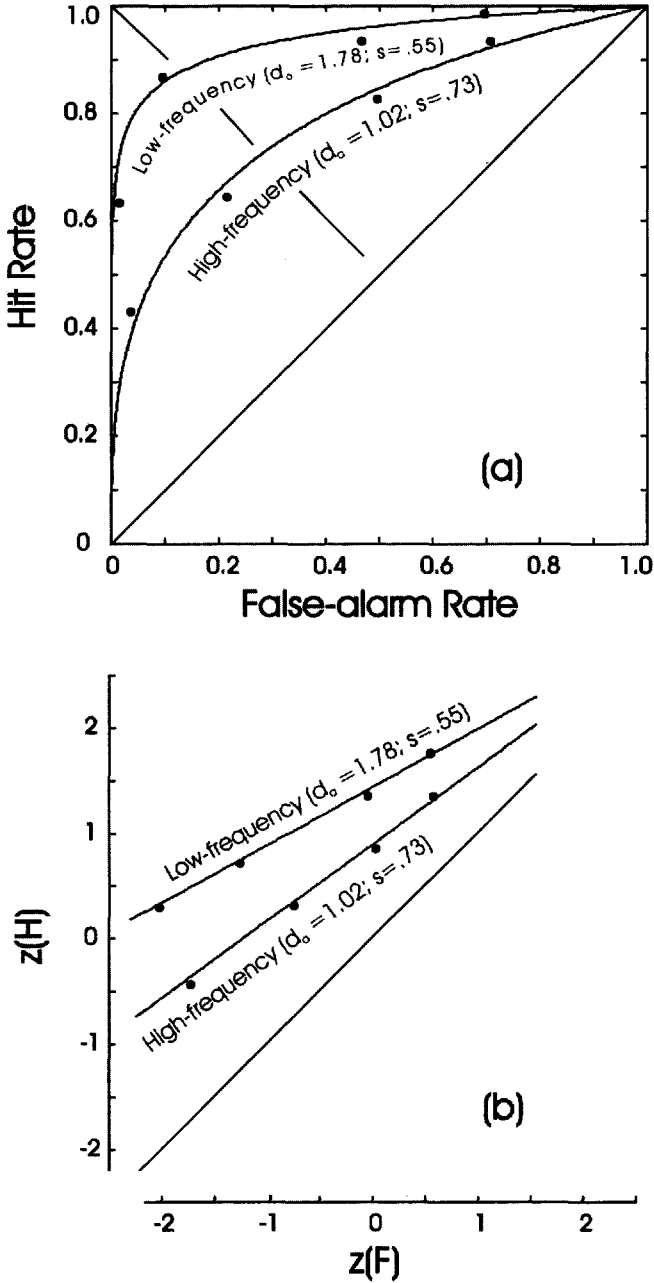 1.0
0.8
0.6
0.4
0.2
0
Hit Rate
Low-frequency (dₐ = 1.78; s=.55)
High-frequency (dₐ = 1.02; s=.73)
(a)
0 0.2 0.4 0.6 0.8 1.0
False-alarm Rate
2
1
0
-1
-2
z(H)
Low-frequency (dₐ = 1.78; s=.55)
High-frequency (dₐ = 1.02; s=.73)
(b)
-2 -1 0 1 2
z(F)